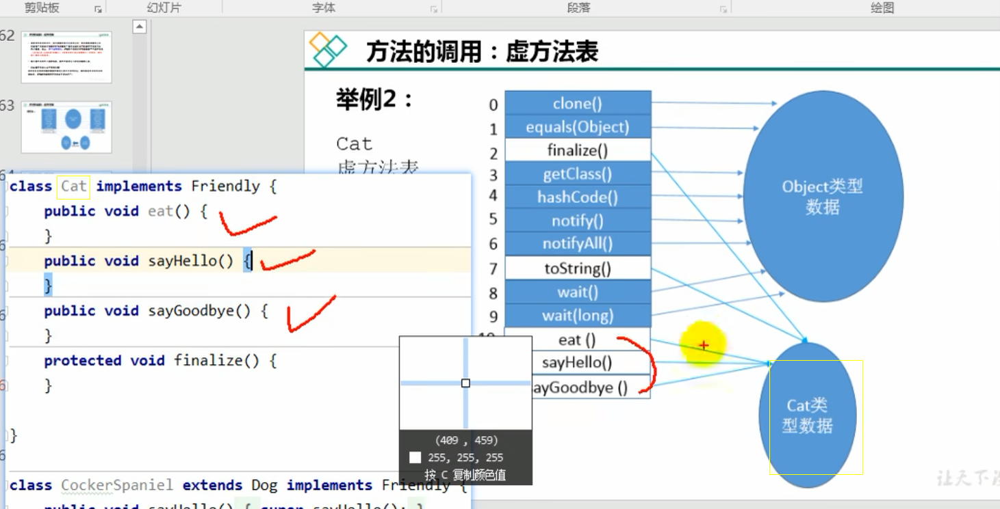 剪贴板 幻灯片 字体 段落 绘图
62
63
方法的调用：虚方法表
举例2：
Cat
虚方法表
0 clone()
1 equals(Object)
2 finalize()
3 getClass()
4 hashCode()
5 notify()
6 notifyAll()
7 toString()
8 wait()
9 wait(long)
10 eat ()
sayHello()
ayGoodbye ()
Object类型
数据
Cat类
型数据
class Cat implements Friendly {
public void eat() {
}
public void sayHello() {
}
public void sayGoodbye() {
}
protected void finalize() {
}
}
class CockerSpaniel extends Dog implements Friendly {
public void sayHello() { super.sayHello(); }
(409 , 459)
255, 255, 255
按 C 复制颜色值
让天下